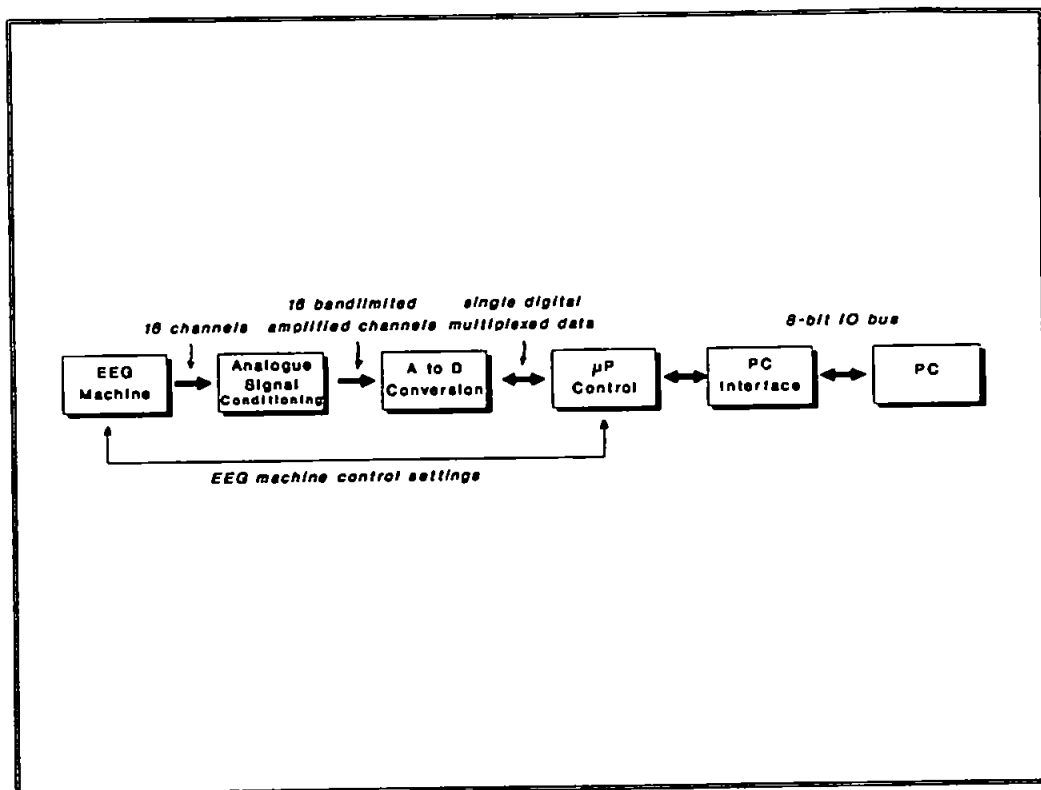 16 channels
16 bandlimited
amplified channels
single digital
multiplexed data
8-bit IO bus
EEG
Machine
Analogue
Signal
Conditioning
A to D
Conversion
µP
Control
PC
Interface
PC
EEG machine control settings